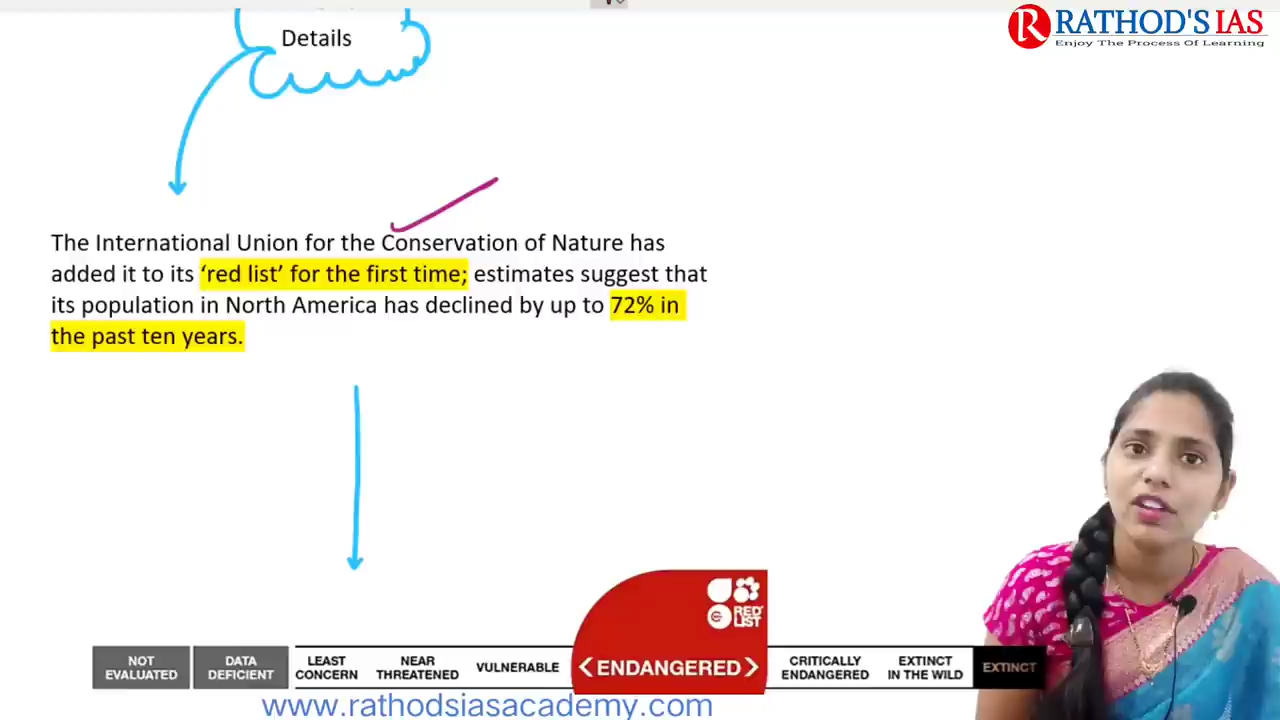 RATHOD'S IAS
Enjoy The Process Of Learning
Details
The International Union for the Conservation of Nature has
added it to its ‘red list’ for the first time; estimates suggest that
its population in North America has declined by up to 72% in
the past ten years.
RED
LIST
NOT EVALUATED
DATA DEFICIENT
LEAST CONCERN
NEAR THREATENED
VULNERABLE
<ENDANGERED>
CRITICALLY ENDANGERED
EXTINCT IN THE WILD
EXTINCT
www.rathodsiasacademy.com